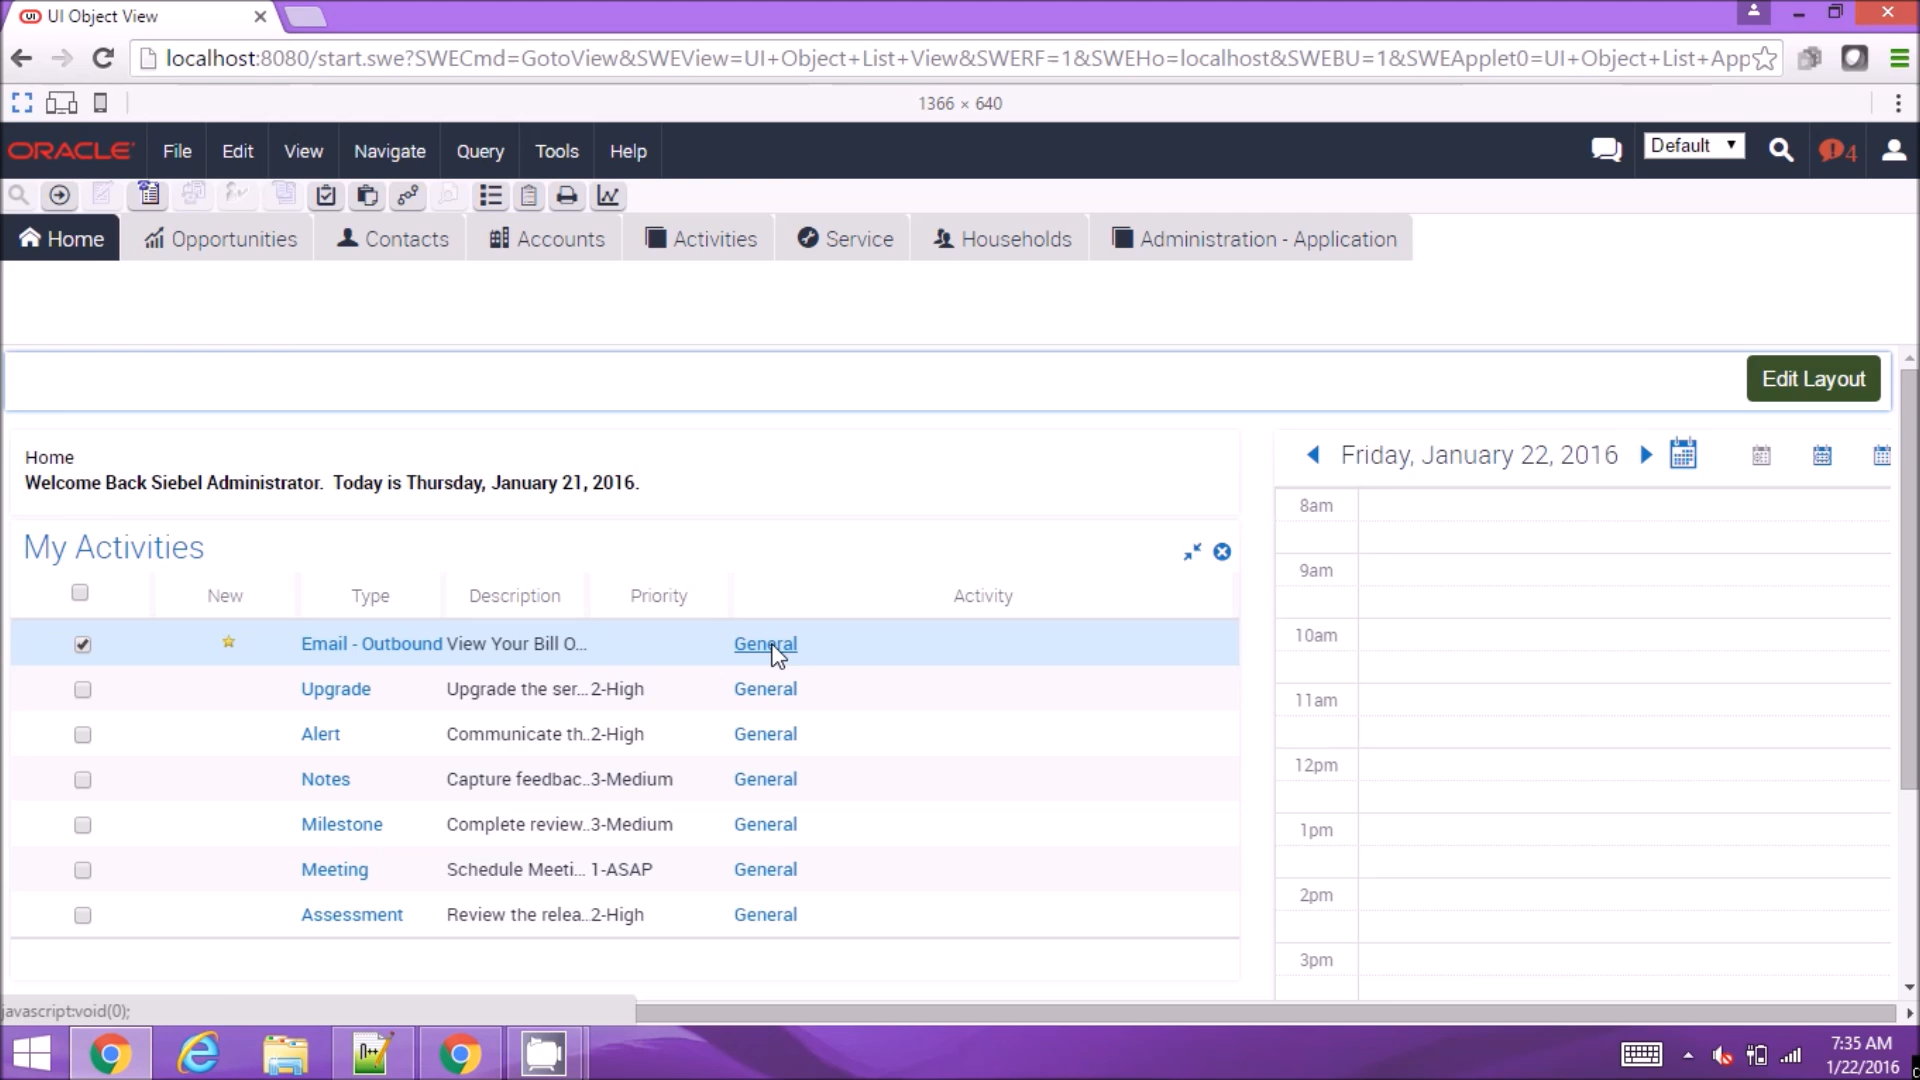 UI Object View
localhost:8080/start.swe?SWECmd=GotoView&SWEView=UI+Object+List+View&SWERF=1&SWEHo=localhost&SWEBU=1&SWEApplet0=UI+Object+List+App
1366 × 640
ORACLE File Edit View Navigate Query Tools Help Default 4
Home Opportunities Contacts Accounts Activities Service Households Administration - Application
Edit Layout
Home
Welcome Back Siebel Administrator. Today is Thursday, January 21, 2016.
My Activities
New Type Description Priority Activity
Email - Outbound View Your Bill O... General
Upgrade Upgrade the ser... 2-High General
Alert Communicate th.. 2-High General
Notes Capture feedbac.. 3-Medium General
Milestone Complete review.. 3-Medium General
Meeting Schedule Meeti... 1-ASAP General
Assessment Review the relea.. 2-High General
Friday, January 22, 2016
8am
9am
10am
11am
12pm
1pm
2pm
3pm
javascript:void(0);
7:35 AM
1/22/2016